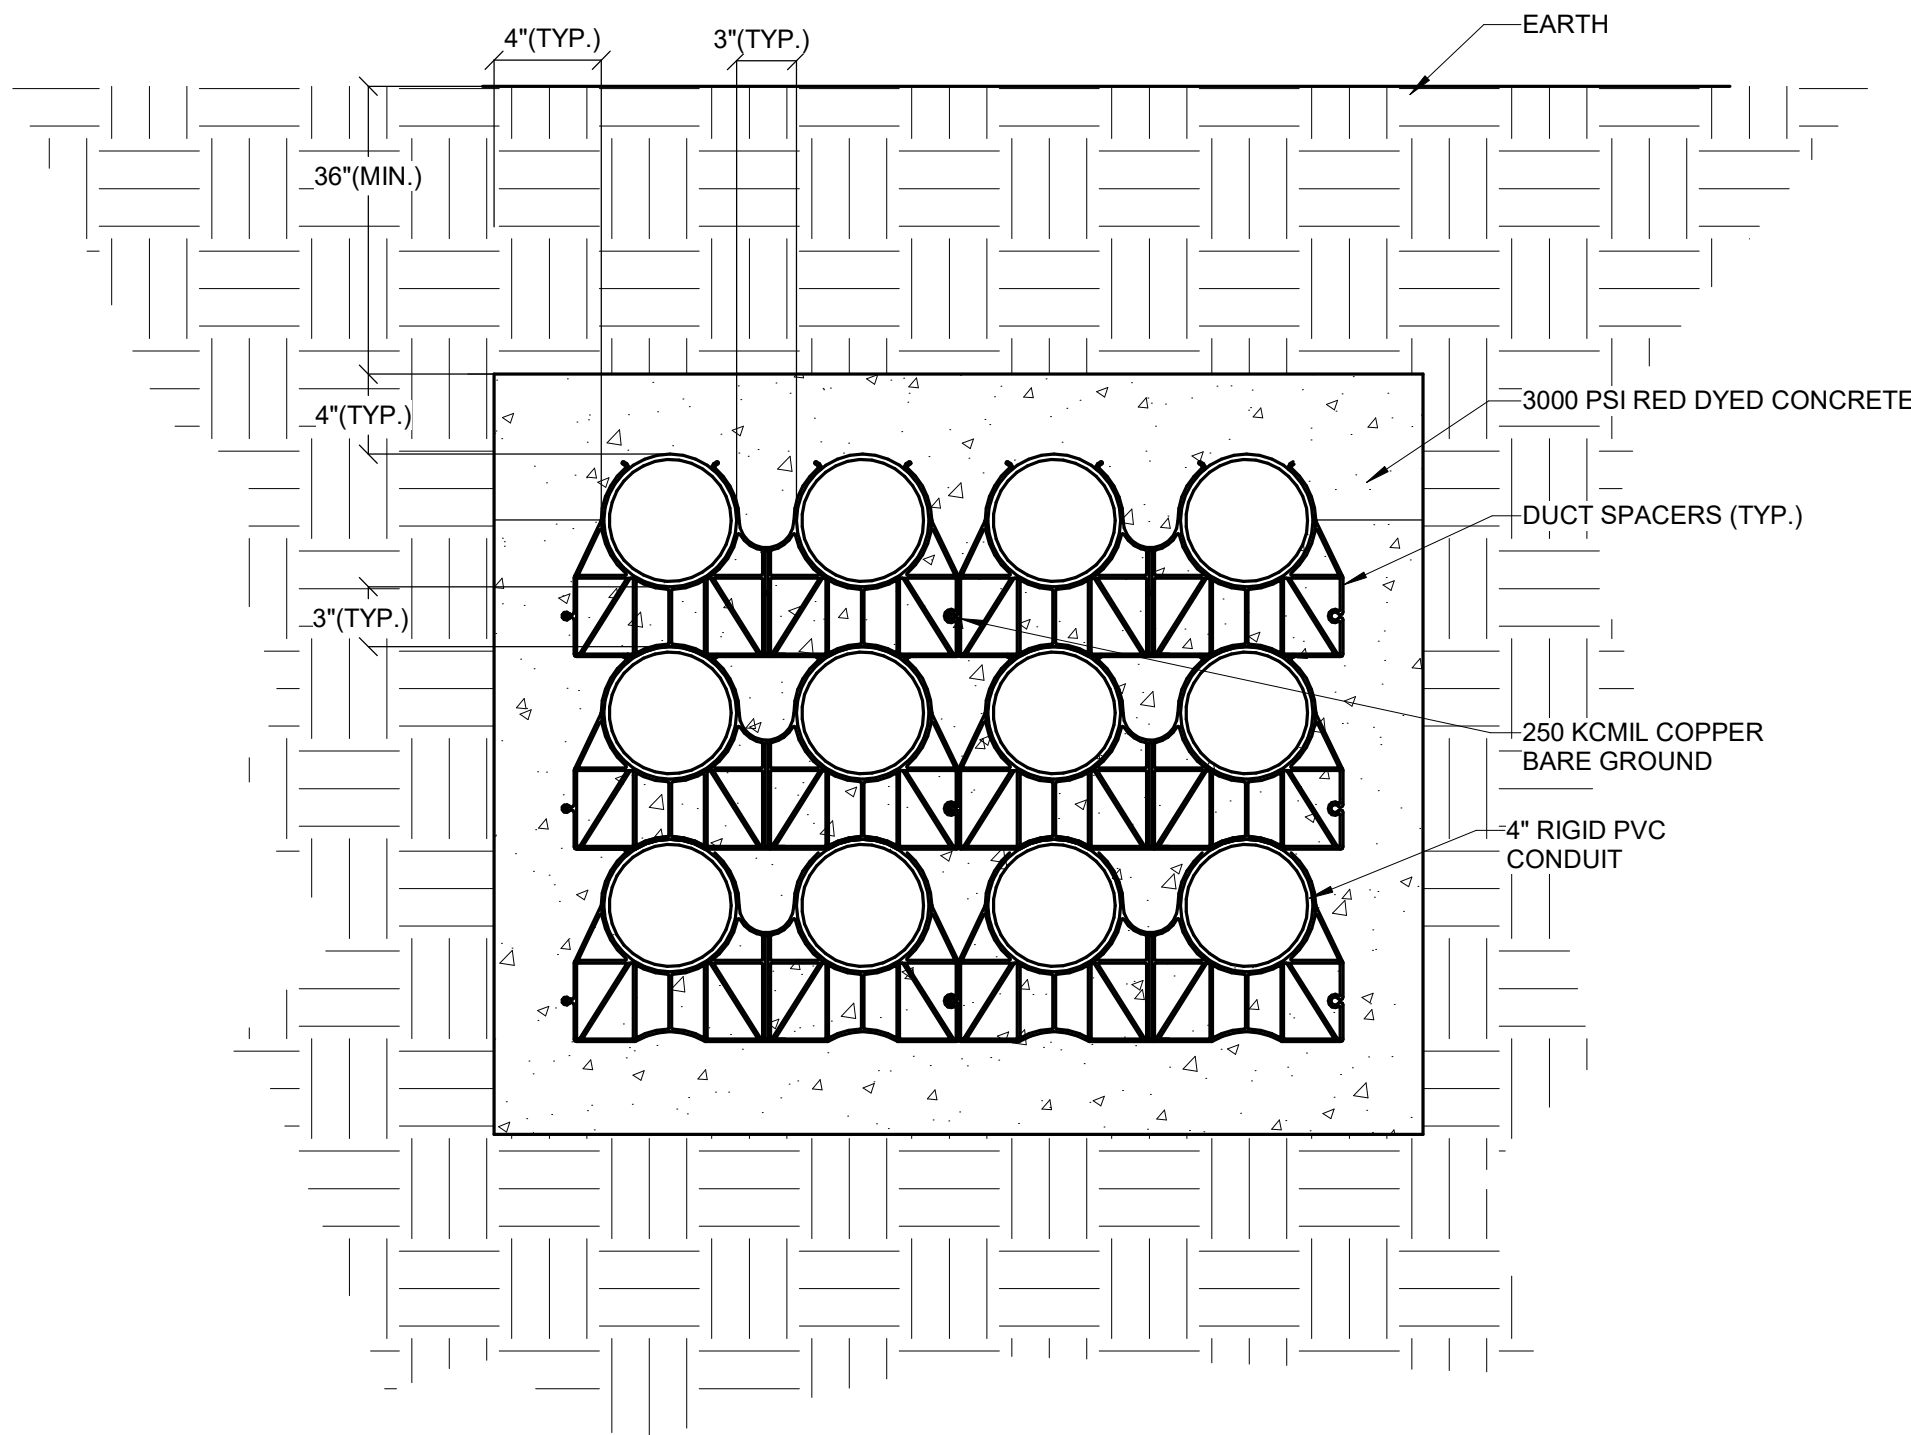 EARTH
4"(TYP.)
3"(TYP.)
36"(MIN.)
3000 PSI RED DYED CONCRETE
4"(TYP.)
DUCT SPACERS (TYP.)
3"(TYP.)
250 KCMIL COPPER
BARE GROUND
4" RIGID PVC
CONDUIT